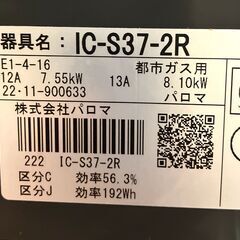 器具名: IC-S37-2R
E1-4-16 都市ガス用
12A 7.55kW 13A 8.10kW
22・11-900633 パロマ
株式会社パロマ
222 IC-S37-2R
区分C 効率56.3%
区分J 効率192Wh